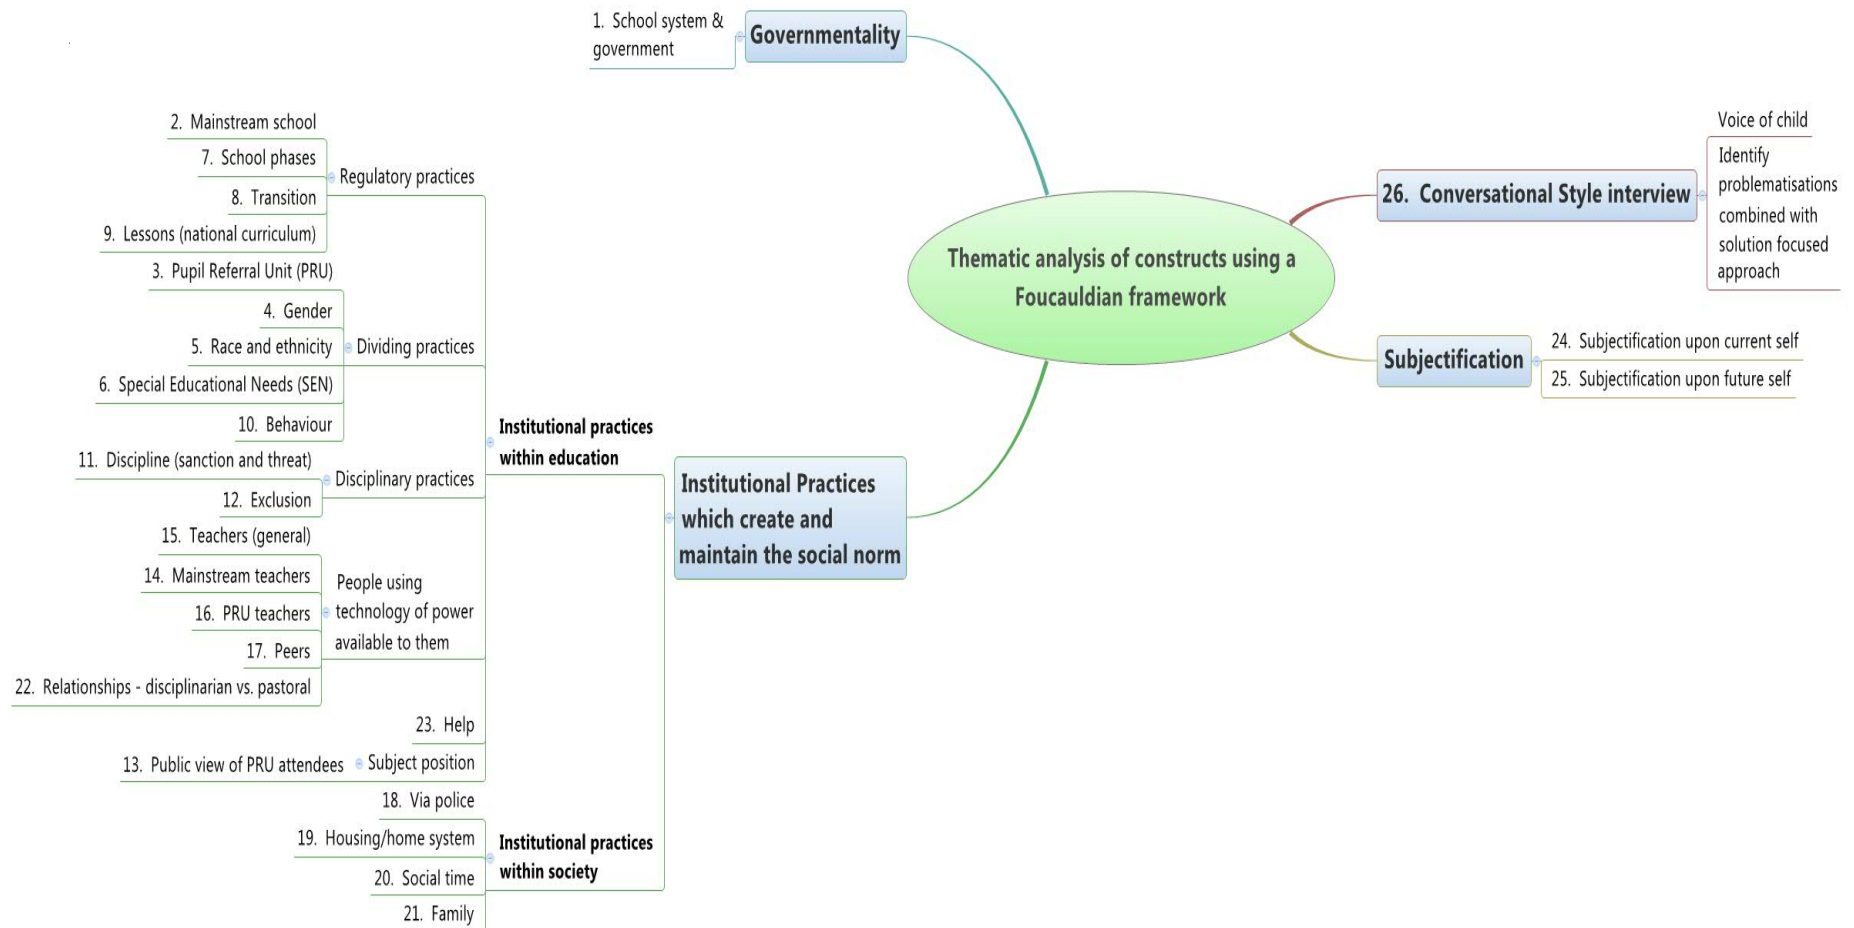 1. School system &
government
Governmentality
Thematic analysis of constructs using a
Foucauldian framework
26. Conversational Style interview
Voice of child
Identify
problematisations
combined with
solution focused
approach
Subjectification
24. Subjectification upon current self
25. Subjectification upon future self
Institutional Practices
which create and
maintain the social norm
Institutional practices
within education
Regulatory practices
2. Mainstream school
7. School phases
8. Transition
9. Lessons (national curriculum)
Dividing practices
3. Pupil Referral Unit (PRU)
4. Gender
5. Race and ethnicity
6. Special Educational Needs (SEN)
10. Behaviour
Disciplinary practices
11. Discipline (sanction and threat)
12. Exclusion
People using
technology of power
available to them
15. Teachers (general)
14. Mainstream teachers
16. PRU teachers
17. Peers
22. Relationships - disciplinarian vs. pastoral
23. Help
Subject position
13. Public view of PRU attendees
Institutional practices
within society
18. Via police
19. Housing/home system
20. Social time
21. Family